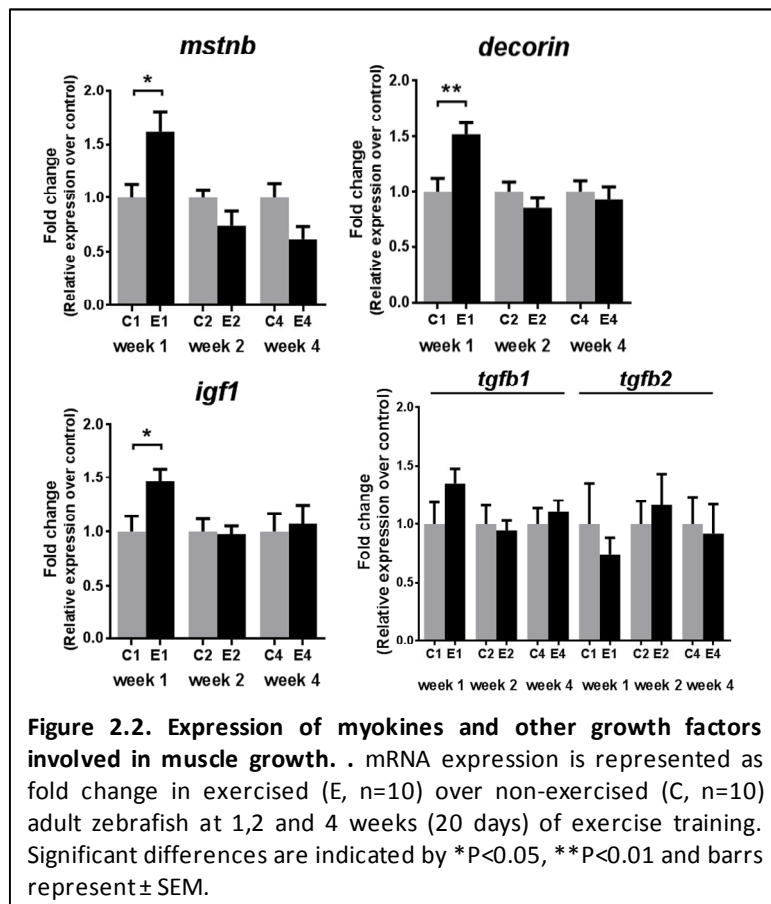 mstnb
*
2.0
1.5
1.0
0.5
0.0
Fold change
(Relative expression over control)
C1 E1 C2 E2 C4 E4
week 1 week 2 week 4
decorin
**
2.0
1.5
1.0
0.5
0.0
Fold change
(Relative expression over control)
C1 E1 C2 E2 C4 E4
week 1 week 2 week 4
igf1
*
2.0
1.5
1.0
0.5
0.0
Fold change
(Relative expression over control)
C1 E1 C2 E2 C4 E4
week 1 week 2 week 4
tgfb1 tgfb2
2.0
1.5
1.0
0.5
0.0
Fold change
(Relative expression over control)
C1 E1 C2 E2 C4 E4 C1 E1 C2 E2 C4 E4
week 1 week 2 week 4 week 1 week 2 week 4
Figure 2.2. Expression of myokines and other growth factors
involved in muscle growth. . mRNA expression is represented as
fold change in exercised (E, n=10) over non-exercised (C, n=10)
adult zebrafish at 1,2 and 4 weeks (20 days) of exercise training.
Significant differences are indicated by *P<0.05, **P<0.01 and barrs
represent ± SEM.